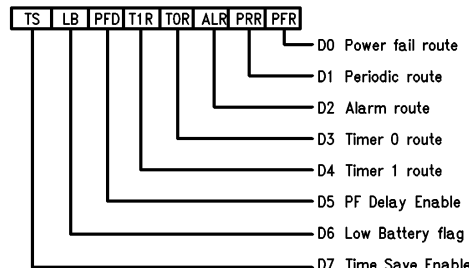 TS LB PFD T1R T0R ALR PRR PFR
D0 Power fail route
D1 Periodic route
D2 Alarm route
D3 Timer 0 route
D4 Timer 1 route
D5 PF Delay Enable
D6 Low Battery flag
D7 Time Save Enable